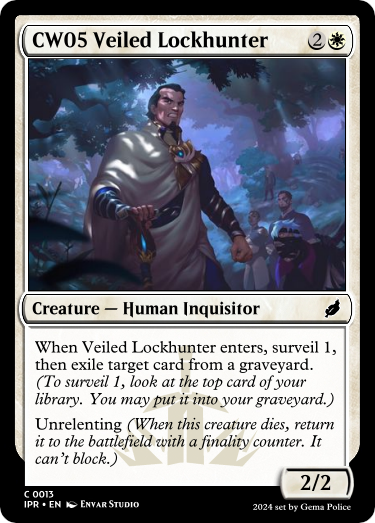 CW05 Veiled Lockhunter 2
Creature — Human Inquisitor
When Veiled Lockhunter enters, surveil 1,
then exile target card from a graveyard.
(To surveil 1, look at the top card of your
library. You may put it into your graveyard.)
Unrelenting (When this creature dies, return
it to the battlefield with a finality counter. It
can't block.)
2/2
C 0013
IPR • EN Envar Studio
2024 set by Gema Police